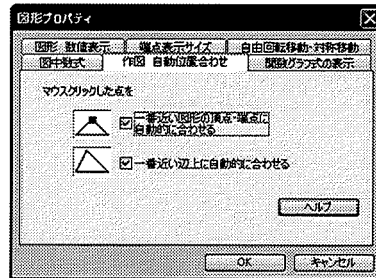 図形プロパティ
図形 数値表示
端点表示サイズ
自由回転移動・対称移動
図中数式
作図 自動位置合わせ
関数グラフ式の表示
マウスクリックした点を
一番近い図形の頂点・端点に
自動的に合わせる
一番近い辺上に自動的に合わせる
ヘルプ
OK
キャンセル